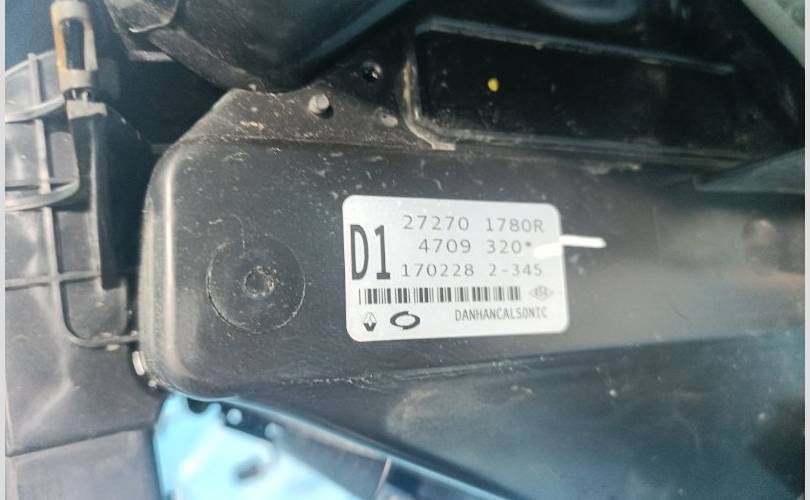 D1
27270 1780R
4709 320*
170228 2-345
DANHANCALSONIC